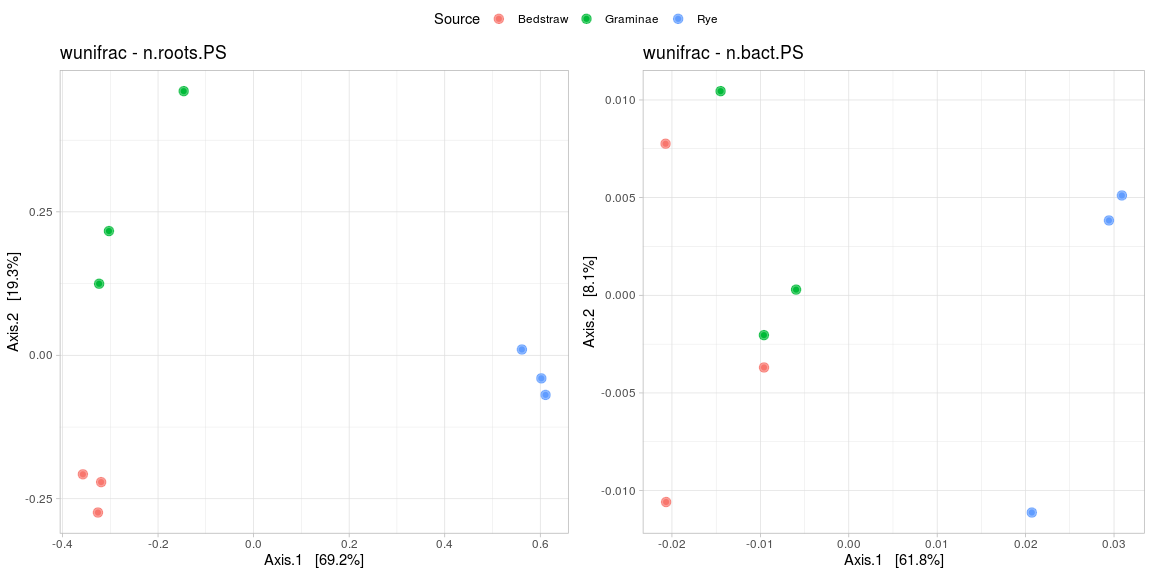 Source Bedstraw Graminae Rye
wunifrac - n.roots.PS
Axis.2 [19.3%]
0.25
0.00
-0.25
-0.4 -0.2 0.0 0.2 0.4 0.6
Axis.1 [69.2%]
wunifrac - n.bact.PS
Axis.2 [8.1%]
0.010
0.005
0.000
-0.005
-0.010
-0.02 -0.01 0.00 0.01 0.02 0.03
Axis.1 [61.8%]